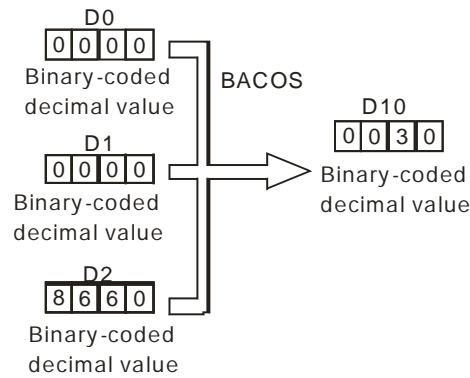 D0
0 0 0 0
Binary-coded
decimal value
BACOS
D1
0 0 0 0
Binary-coded
decimal value
D10
0 0 3 0
Binary-coded
decimal value
D2
8 6 6 0
Binary-coded
decimal value